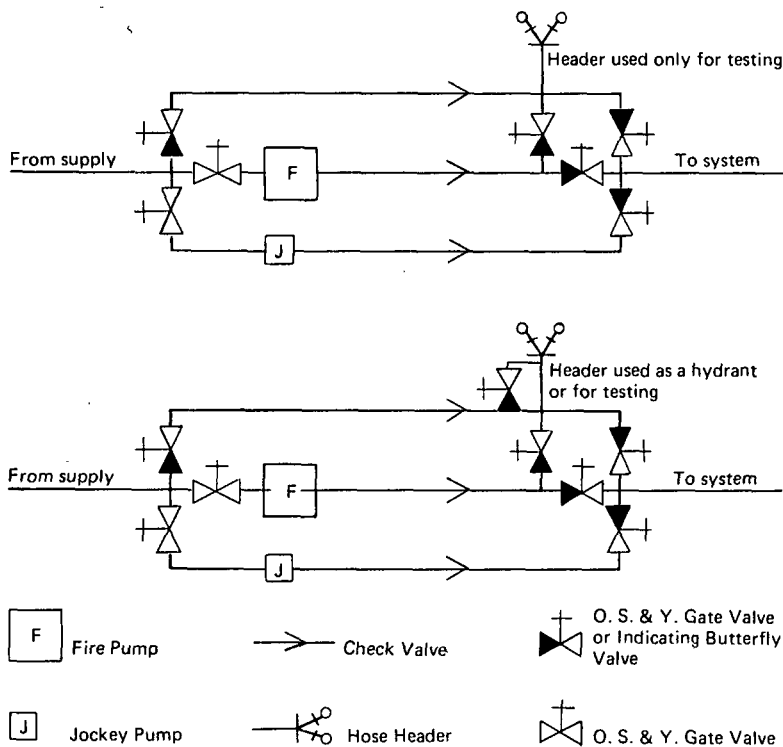 Header used only for testing
From supply
F
To system
J
Header used as a hydrant
or for testing
From supply
F
To system
J
F
Fire Pump
Check Valve
O. S. & Y. Gate Valve
or Indicating Butterfly
Valve
J
Jockey Pump
Hose Header
O. S. & Y. Gate Valve